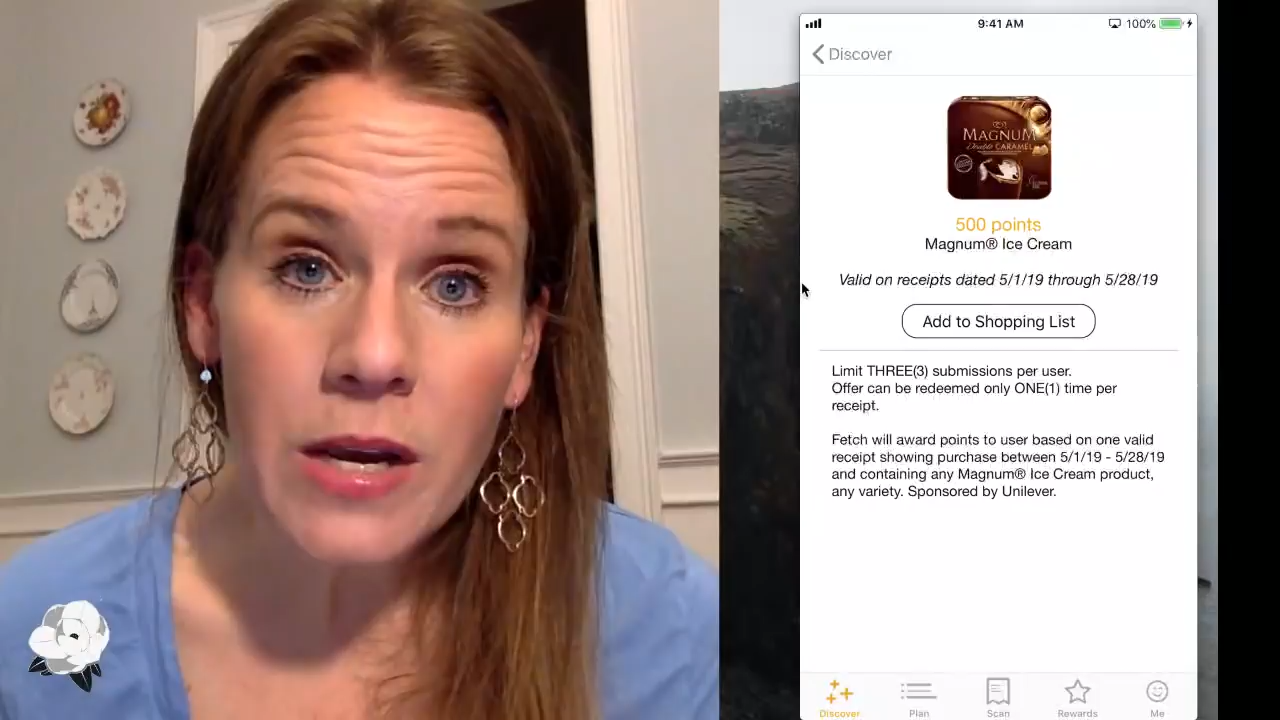 9:41 AM
100%
Discover
MAGNUM
Double CARAMEL
500 points
Magnum® Ice Cream
Valid on receipts dated 5/1/19 through 5/28/19
Add to Shopping List
Limit THREE(3) submissions per user.
Offer can be redeemed only ONE(1) time per
receipt.
Fetch will award points to user based on one valid
receipt showing purchase between 5/1/19 - 5/28/19
and containing any Magnum® Ice Cream product,
any variety. Sponsored by Unilever.
Discover
Plan
Scan
Rewards
Me